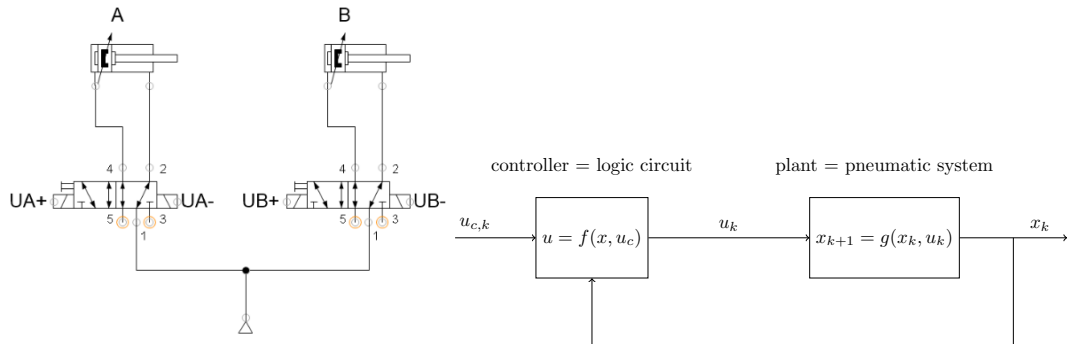 A
B
4
2
4
2
UA+
UA-
UB+
UB-
5
1
3
5
1
3
controller = logic circuit
plant = pneumatic system
u_{c,k}
u = f(x, u_c)
u_k
x_{k+1} = g(x_k, u_k)
x_k